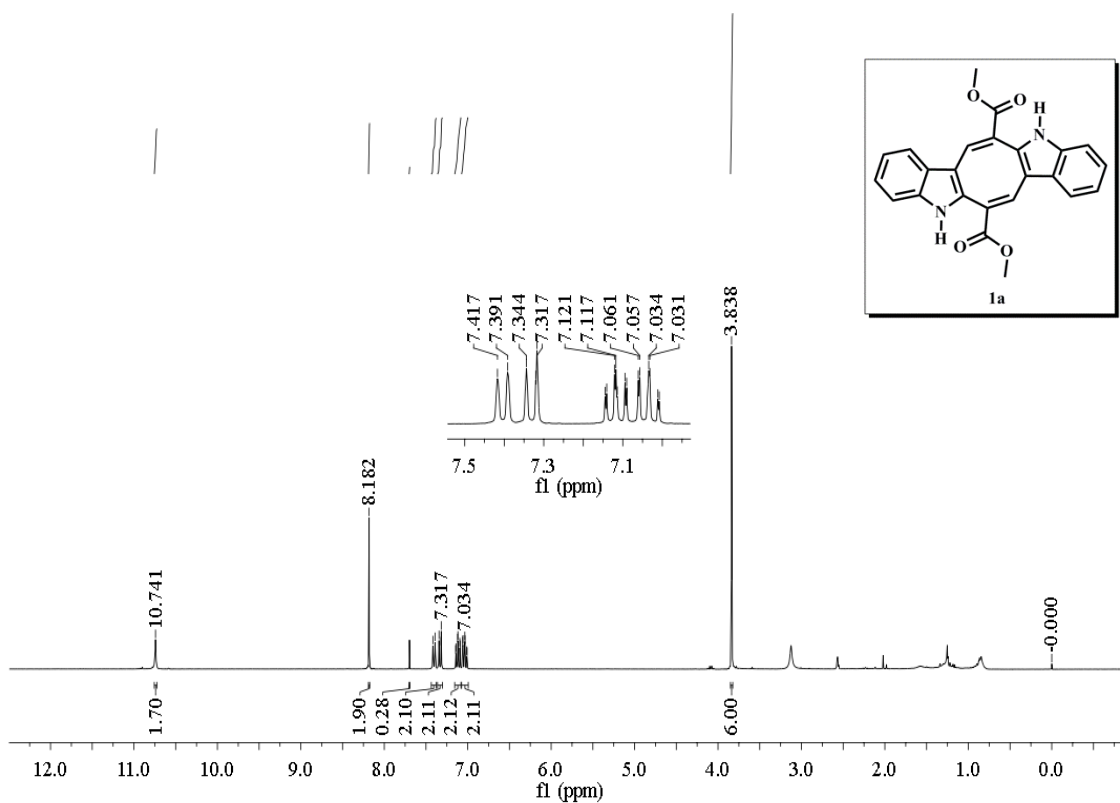 O
O
H
N
N
H
O
O
1a
7.417
7.391
7.344
7.317
7.121
7.117
7.061
7.057
7.034
7.031
3.838
7.5 7.3 7.1
f1 (ppm)
8.182
10.741
7.317
7.034
0.000
1.70
1.90
0.28
2.10
2.11
2.12
2.11
6.00
12.0 11.0 10.0 9.0 8.0 7.0 6.0 5.0 4.0 3.0 2.0 1.0 0.0
f1 (ppm)